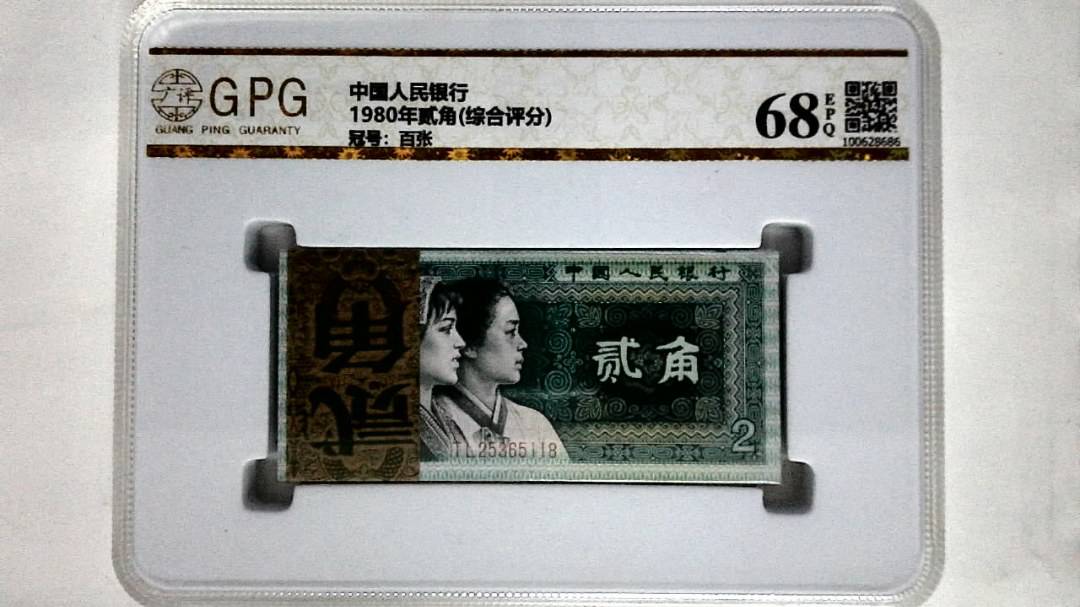 广评
GPG
GUANG PING GUARANTY
中国人民银行
1980年贰角(综合评分)
冠号：百张
68
EPQ
100628686
中国人民银行
贰角
贰角
TL25365118
2